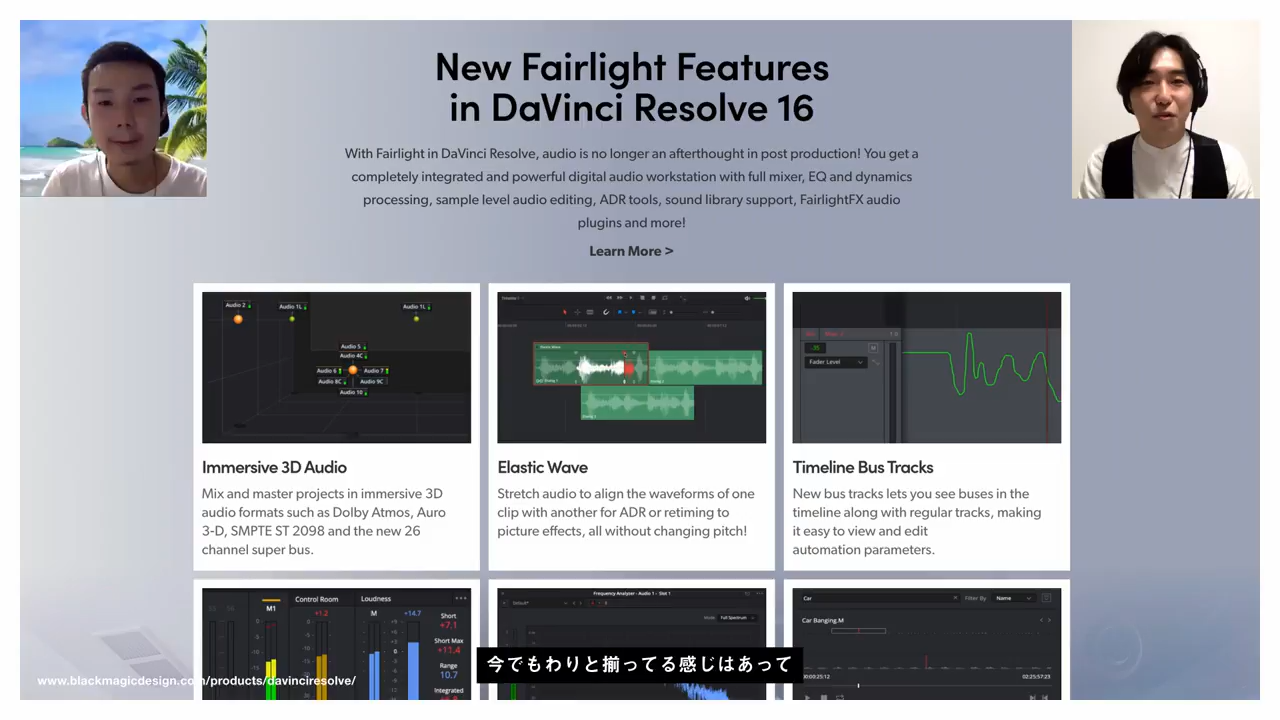 New Fairlight Features
in DaVinci Resolve 16
With Fairlight in DaVinci Resolve, audio is no longer an afterthought in post production! You get a
completely integrated and powerful digital audio workstation with full mixer, EQ and dynamics
processing, sample level audio editing, ADR tools, sound library support, FairlightFX audio
plugins and more!
Learn More >
Audio 2
Audio 1L
Audio 1L
Audio 5
Audio 4C
Audio 6
Audio 7
Audio 8C
Audio 9C
Audio 10
Fader Level
Immersive 3D Audio
Mix and master projects in immersive 3D
audio formats such as Dolby Atmos, Auro
3-D, SMPTE ST 2098 and the new 26
channel super bus.
Elastic Wave
Stretch audio to align the waveforms of one
clip with another for ADR or retiming to
picture effects, all without changing pitch!
Timeline Bus Tracks
New bus tracks lets you see buses in the
timeline along with regular tracks, making
it easy to view and edit
automation parameters.
M1
Control Room
+1.2
Loudness
M
+14.7
Short
+7.1
Short Max
+11.4
Range
10.7
Integrated
Frequency Analyzer - Audio 1 - Slot 1
Default*
Mode
Full Spectrum
Car
Filter By
Name
Car Banging.M
00:00:25:12
02:25:57:23
今でもわりと揃ってる感じはあって
www.blackmagicdesign.com/products/davinciresolve/